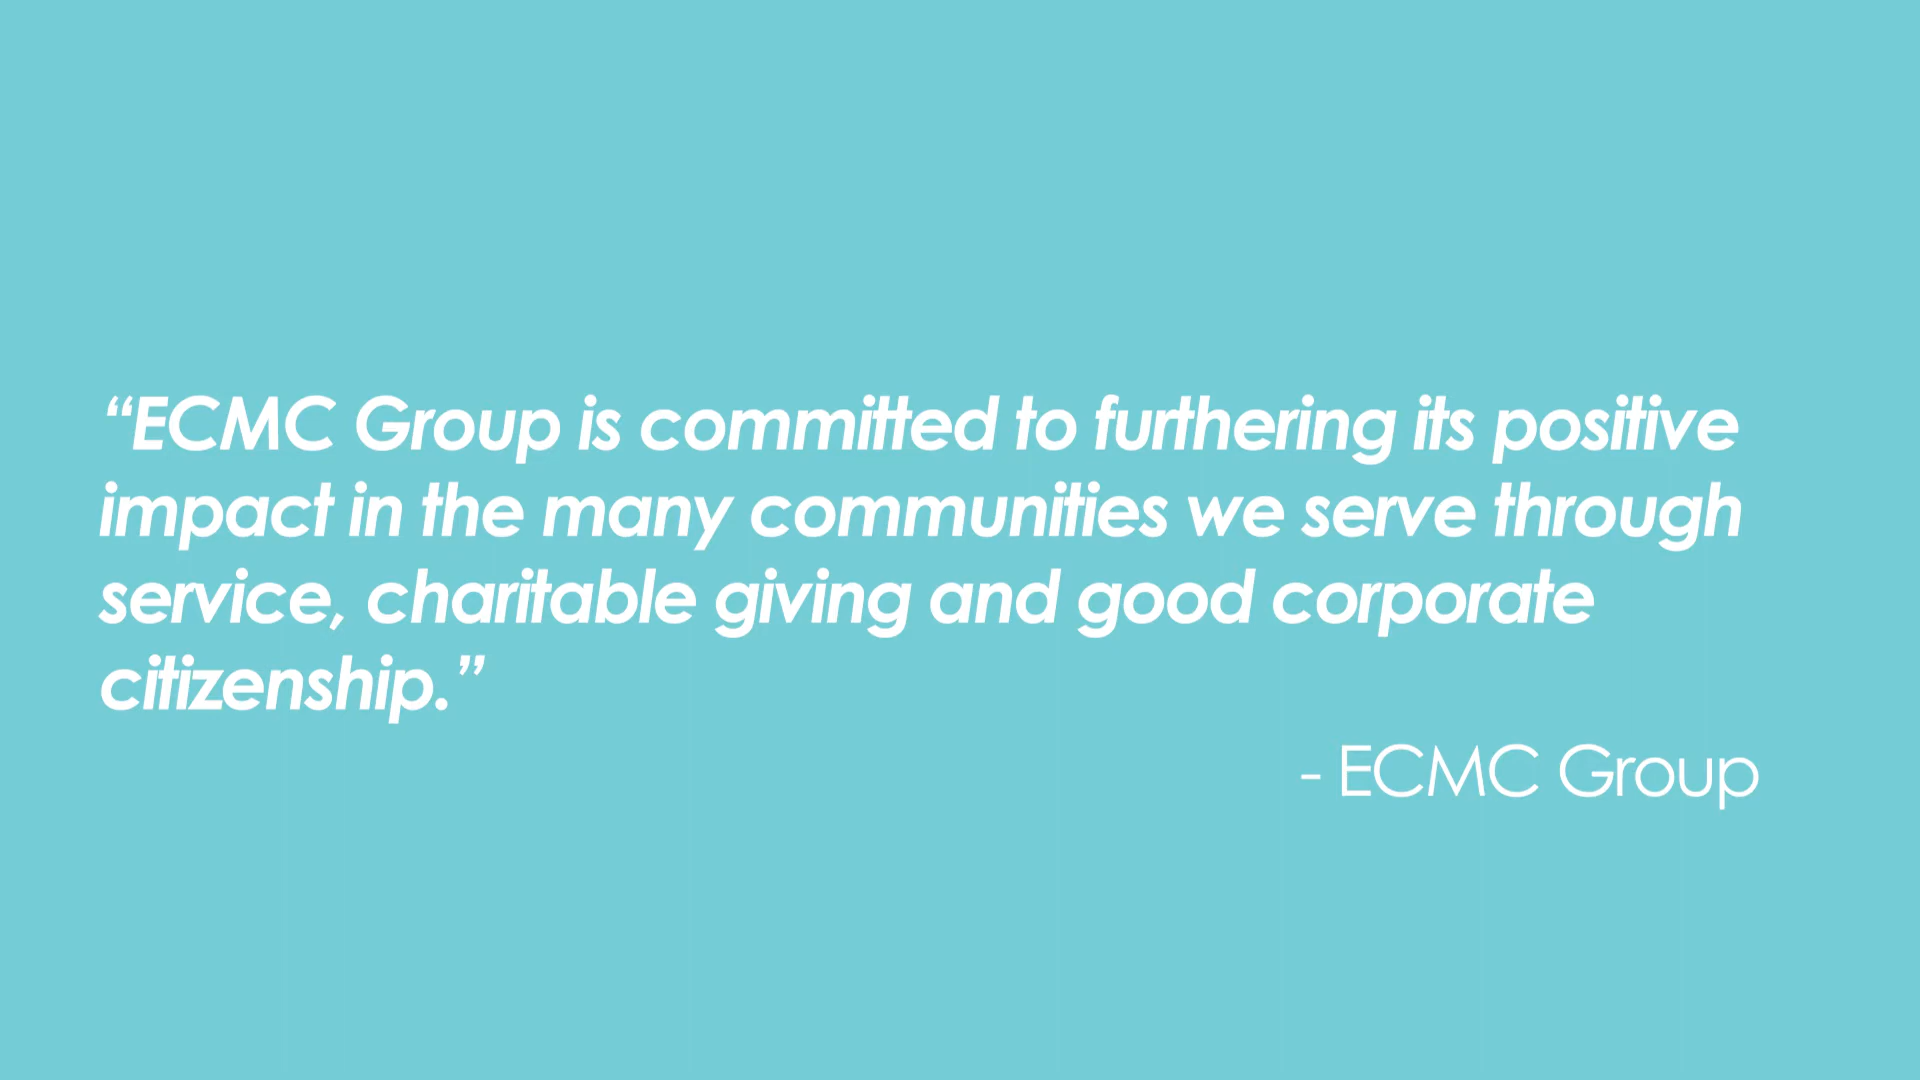 “ECMC Group is committed to furthering its positive
impact in the many communities we serve through
service, charitable giving and good corporate
citizenship.”
- ECMC Group